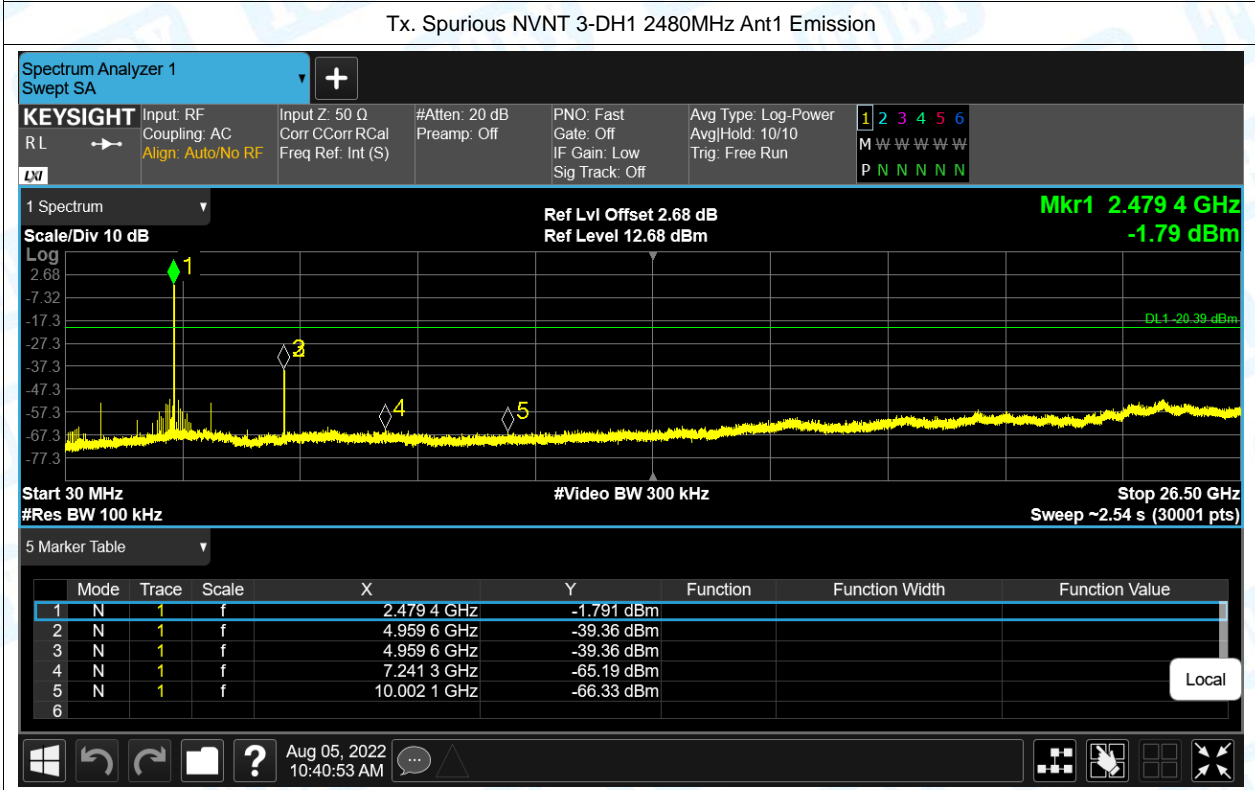 Tx. Spurious NVNT 3-DH1 2480MHz Ant1 Emission
Spectrum Analyzer 1
Swept SA
+
KEYSIGHT
R L
LXI
Input: RF
Coupling: AC
Align: Auto/No RF
Input Z: 50 Ω
Corr CCorr RCal
Freq Ref: Int (S)
#Atten: 20 dB
Preamp: Off
PNO: Fast
Gate: Off
IF Gain: Low
Sig Track: Off
Avg Type: Log-Power
Avg|Hold: 10/10
Trig: Free Run
1 2 3 4 5 6
M W W W W W
P N N N N N
1 Spectrum
Scale/Div 10 dB
Ref Lvl Offset 2.68 dB
Ref Level 12.68 dBm
Mkr1 2.479 4 GHz
-1.79 dBm
Log
2.68
-7.32
-17.3
-27.3
-37.3
-47.3
-57.3
-67.3
-77.3
1
3
4
5
DL1 -20.39 dBm
Start 30 MHz
#Res BW 100 kHz
#Video BW 300 kHz
Stop 26.50 GHz
Sweep ~2.54 s (30001 pts)
5 Marker Table
Mode Trace Scale X Y Function Function Width Function Value
1 N 1 f 2.479 4 GHz -1.791 dBm
2 N 1 f 4.959 6 GHz -39.36 dBm
3 N 1 f 4.959 6 GHz -39.36 dBm
4 N 1 f 7.241 3 GHz -65.19 dBm
5 N 1 f 10.002 1 GHz -66.33 dBm
6
Local
?
Aug 05, 2022
10:40:53 AM